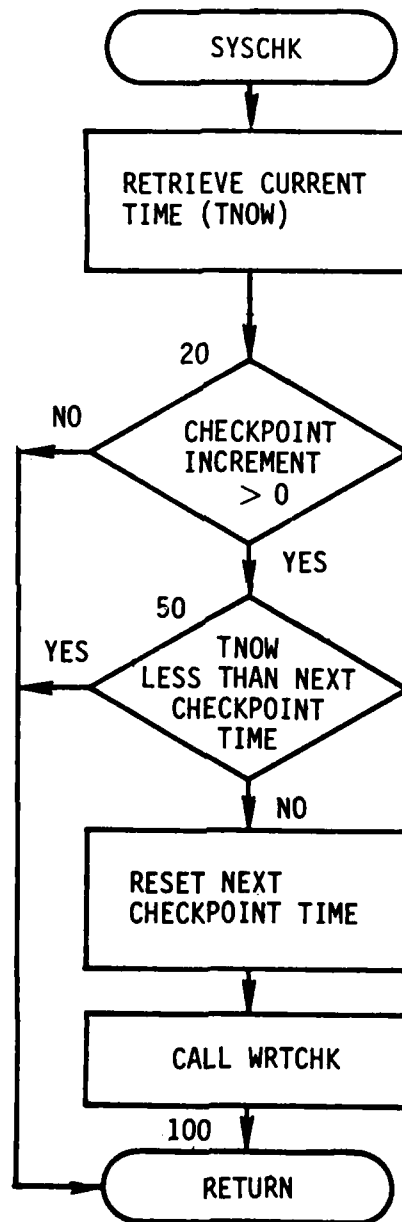 SYSCHK
RETRIEVE CURRENT
TIME (TNOW)
20
NO
CHECKPOINT
INCREMENT
> 0
YES
50
YES
TNOW
LESS THAN NEXT
CHECKPOINT
TIME
NO
RESET NEXT
CHECKPOINT TIME
CALL WRTCHK
100
RETURN